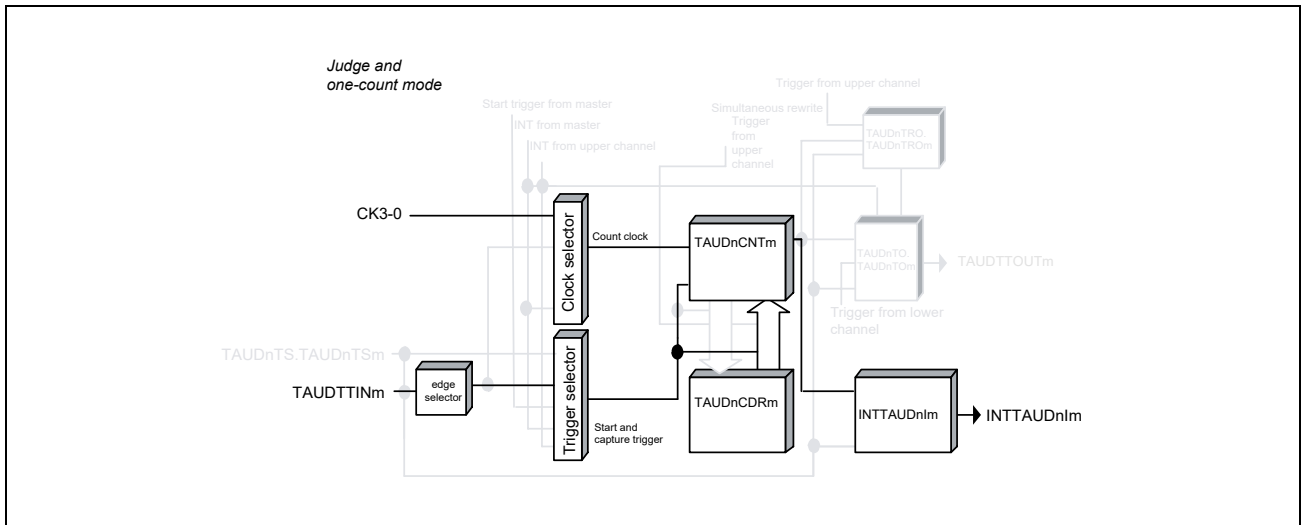 Judge and
one-count mode
Trigger from upper channel
Start trigger from master
Simultaneous rewrite
INT from master
Trigger
from
upper
channel
INT from upper channel
TAUDnTRO.
TAUDnTROm
CK3-0
Clock selector
Count clock
TAUDnCNTm
TAUDnTO.
TAUDnTOm
TAUDTTOUTm
Trigger from lower
channel
TAUDnTS.TAUDnTSm
TAUDTTINm
edge
selector
Trigger selector
Start and
capture trigger
TAUDnCDRm
INTTAUDnIm
INTTAUDnIm